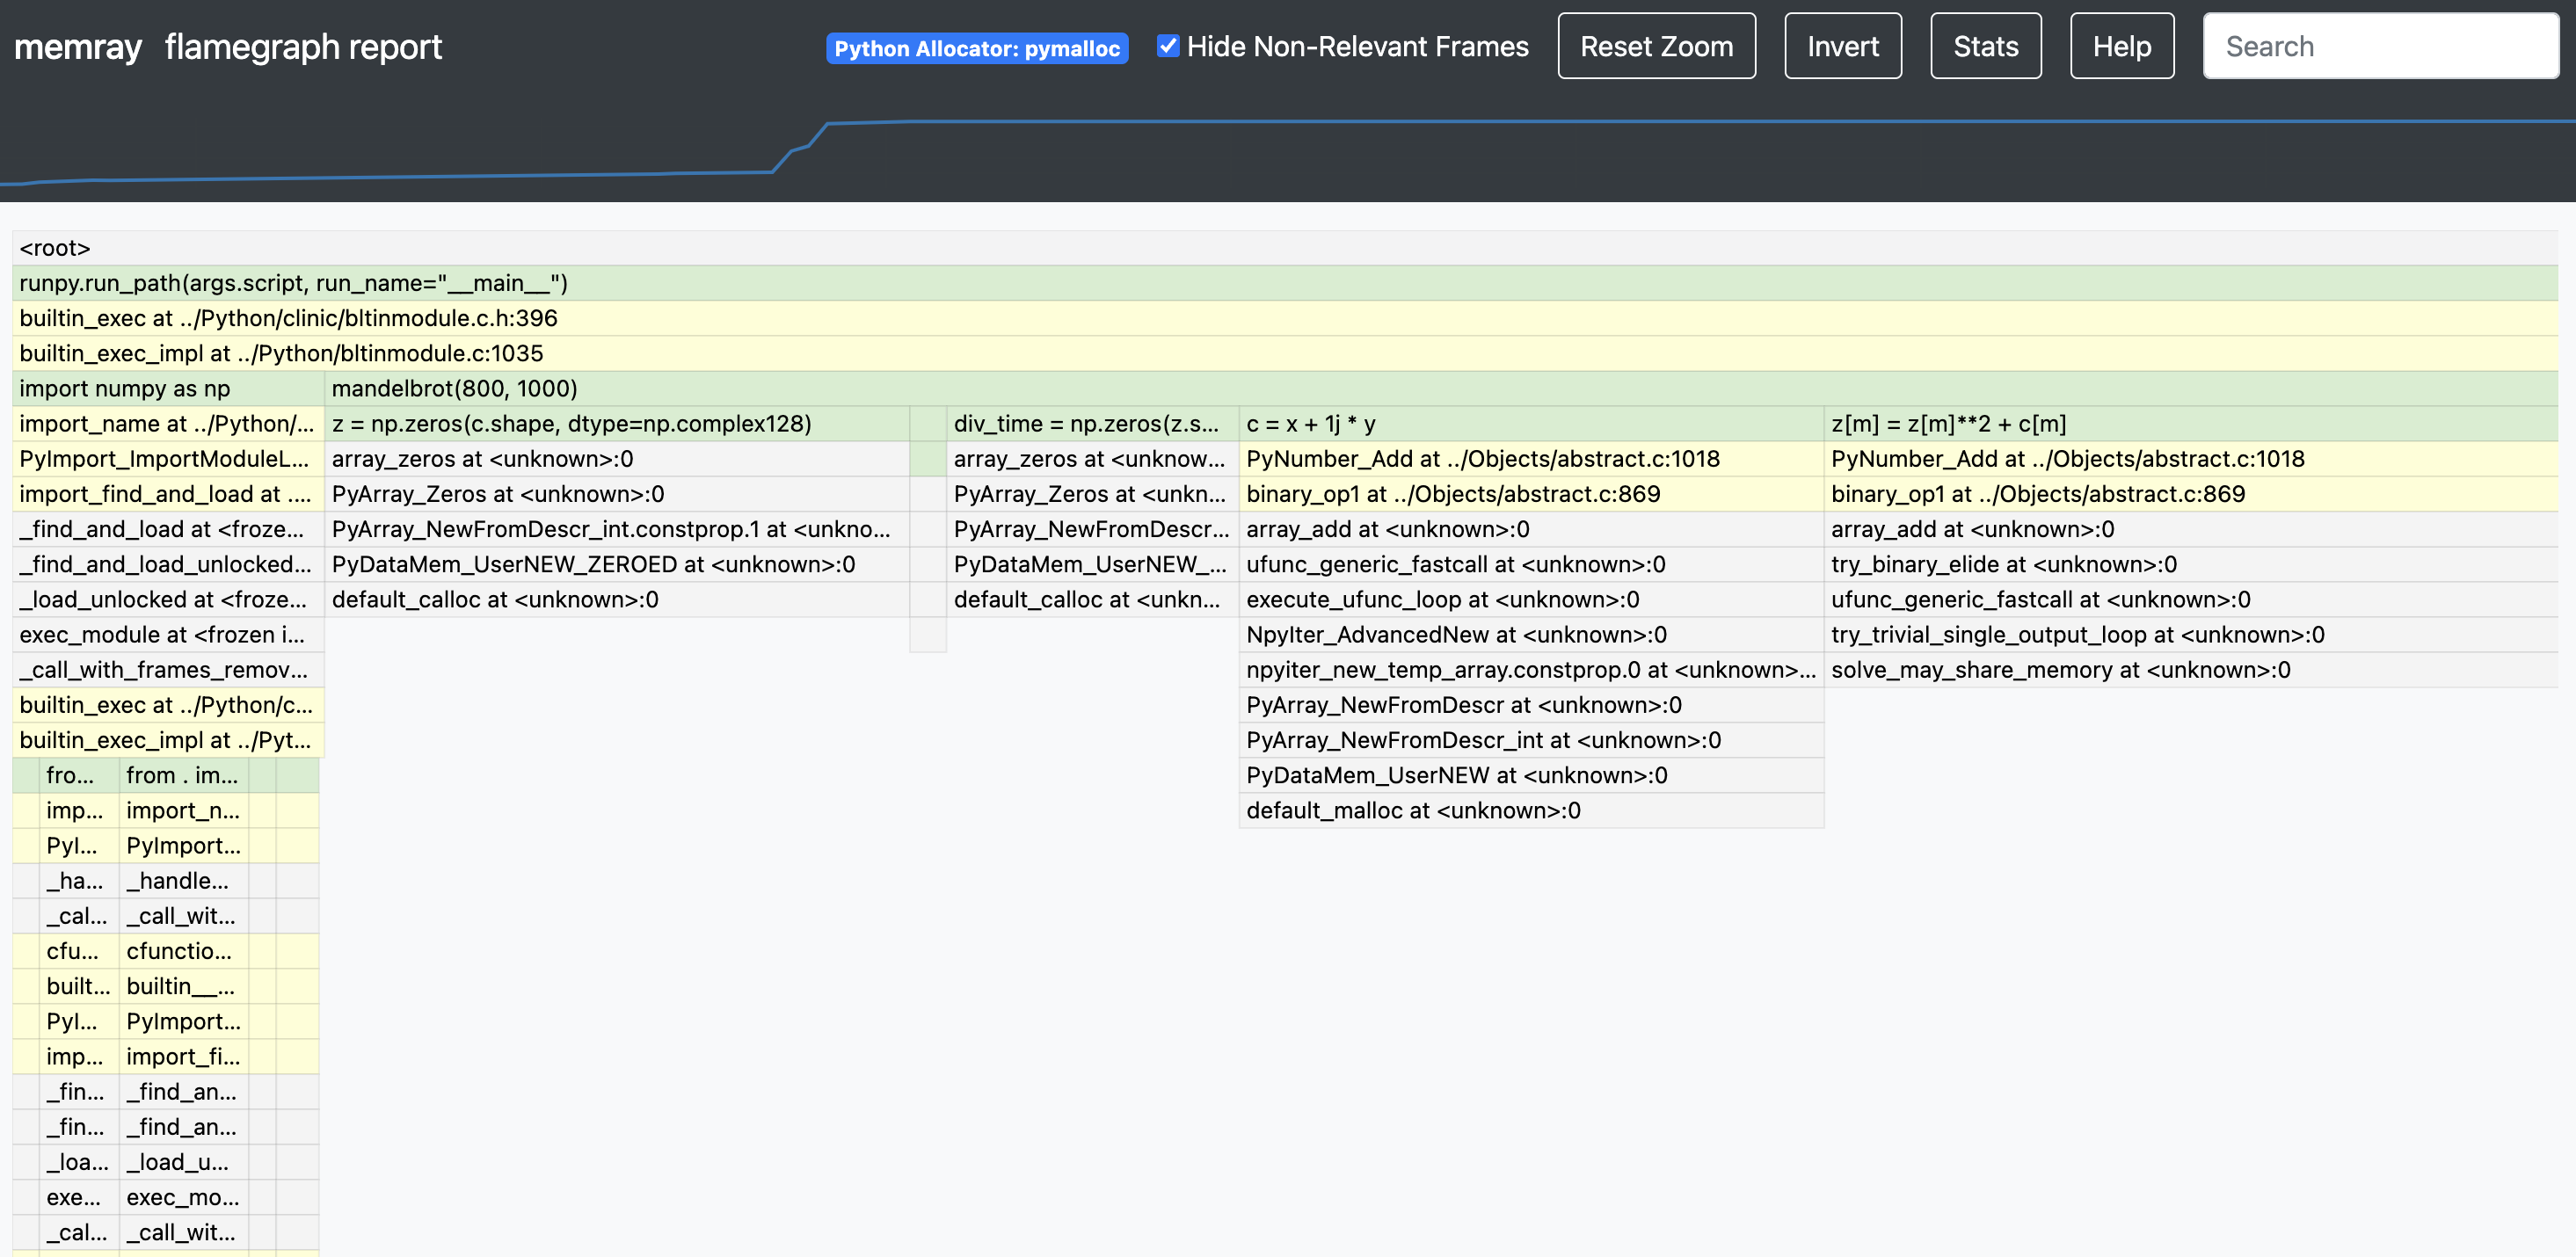 memray flamegraph report Python Allocator: pymalloc Hide Non-Relevant Frames Reset Zoom Invert Stats Help Search
<root>
runpy.run_path(args.script, run_name="__main__")
builtin_exec at ../Python/clinic/bltinmodule.c.h:396
builtin_exec_impl at ../Python/bltinmodule.c:1035
import numpy as np mandelbrot(800, 1000)
import_name at ../Python/... z = np.zeros(c.shape, dtype=np.complex128) div_time = np.zeros(z.s... c = x + 1j * y z[m] = z[m]**2 + c[m]
PyImport_ImportModuleL... array_zeros at <unknown>:0 array_zeros at <unknow... PyNumber_Add at ../Objects/abstract.c:1018 PyNumber_Add at ../Objects/abstract.c:1018
import_find_and_load at .... PyArray_Zeros at <unknown>:0 PyArray_Zeros at <unkn... binary_op1 at ../Objects/abstract.c:869 binary_op1 at ../Objects/abstract.c:869
_find_and_load at <froze... PyArray_NewFromDescr_int.constprop.1 at <unkno... PyArray_NewFromDescr... array_add at <unknown>:0 array_add at <unknown>:0
_find_and_load_unlocked... PyDataMem_UserNEW_ZEROED at <unknown>:0 PyDataMem_UserNEW_... ufunc_generic_fastcall at <unknown>:0 try_binary_elide at <unknown>:0
_load_unlocked at <froze... default_calloc at <unknown>:0 default_calloc at <unkn... execute_ufunc_loop at <unknown>:0 ufunc_generic_fastcall at <unknown>:0
exec_module at <frozen i... NpyIter_AdvancedNew at <unknown>:0 try_trivial_single_output_loop at <unknown>:0
_call_with_frames_remov... npyiter_new_temp_array.constprop.0 at <unknown>... solve_may_share_memory at <unknown>:0
builtin_exec at ../Python/c... PyArray_NewFromDescr at <unknown>:0
builtin_exec_impl at ../Pyt... PyArray_NewFromDescr_int at <unknown>:0
fro... from . im... PyDataMem_UserNEW at <unknown>:0
imp... import_n... default_malloc at <unknown>:0
PyI... PyImport...
_ha... _handle...
_cal... _call_wit...
cfu... cfunctio...
built... builtin__...
PyI... PyImport...
imp... import_fi...
_fin... _find_an...
_fin... _find_an...
_loa... _load_u...
exe... exec_mo...
_cal... _call_wit...